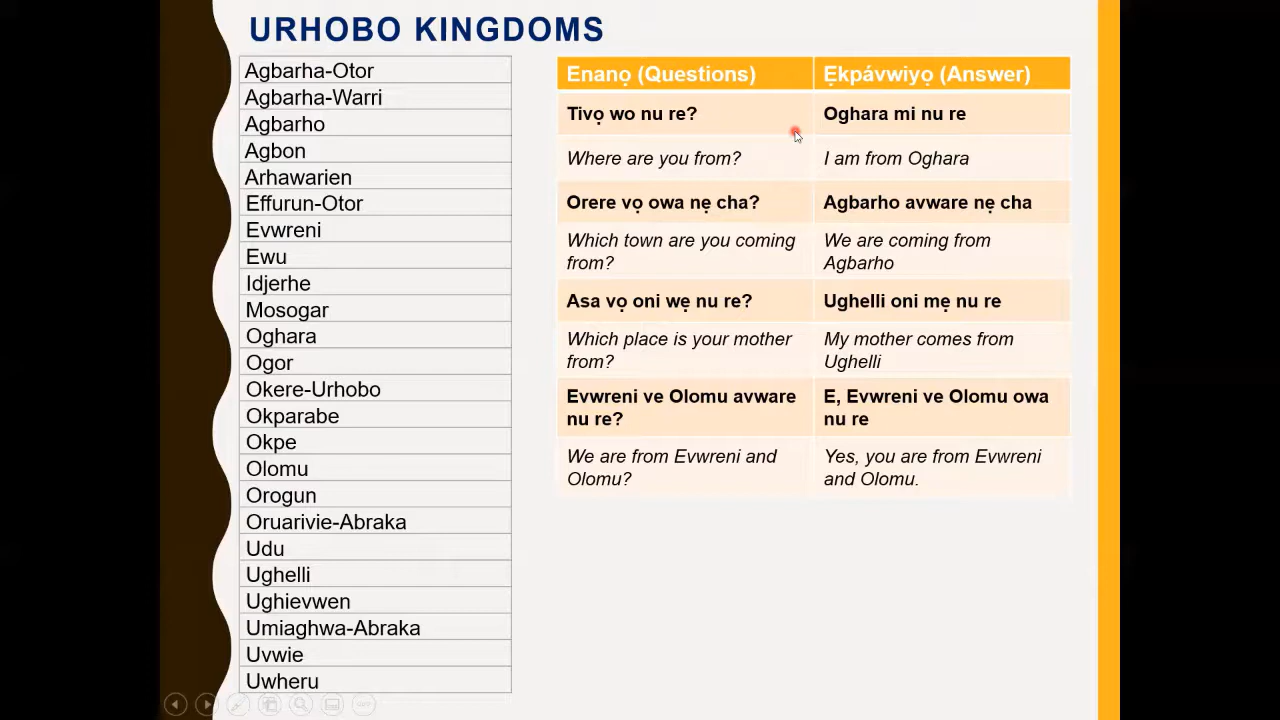 URHOBO KINGDOMS
Agbarha-Otor
Agbarha-Warri
Agbarho
Agbon
Arhawarien
Effurun-Otor
Evwreni
Ewu
Idjerhe
Mosogar
Oghara
Ogor
Okere-Urhobo
Okparabe
Okpe
Olomu
Orogun
Oruarivie-Abraka
Udu
Ughelli
Ughievwen
Umiaghwa-Abraka
Uvwie
Uwheru
Enanọ (Questions)
Ẹkpávwiyọ (Answer)
Tivọ wo nu re?
Oghara mi nu re
Where are you from?
I am from Oghara
Orere vọ owa nẹ cha?
Agbarho avware nẹ cha
Which town are you coming
from?
We are coming from
Agbarho
Asa vọ oni wẹ nu re?
Ughelli oni mẹ nu re
Which place is your mother
from?
My mother comes from
Ughelli
Evwreni ve Olomu avware
nu re?
E, Evwreni ve Olomu owa
nu re
We are from Evwreni and
Olomu?
Yes, you are from Evwreni
and Olomu.